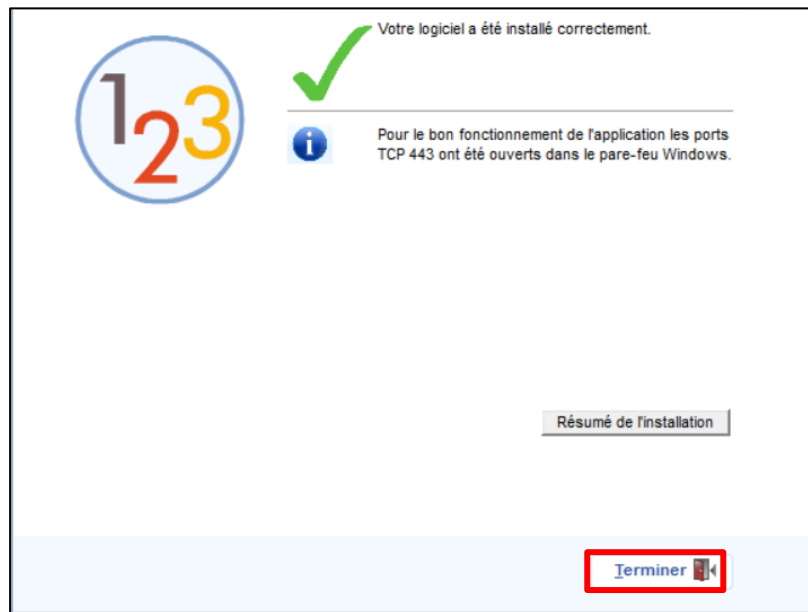 123
Votre logiciel a été installé correctement.
Pour le bon fonctionnement de l'application les ports
TCP 443 ont été ouverts dans le pare-feu Windows.
Résumé de l'installation
Terminer